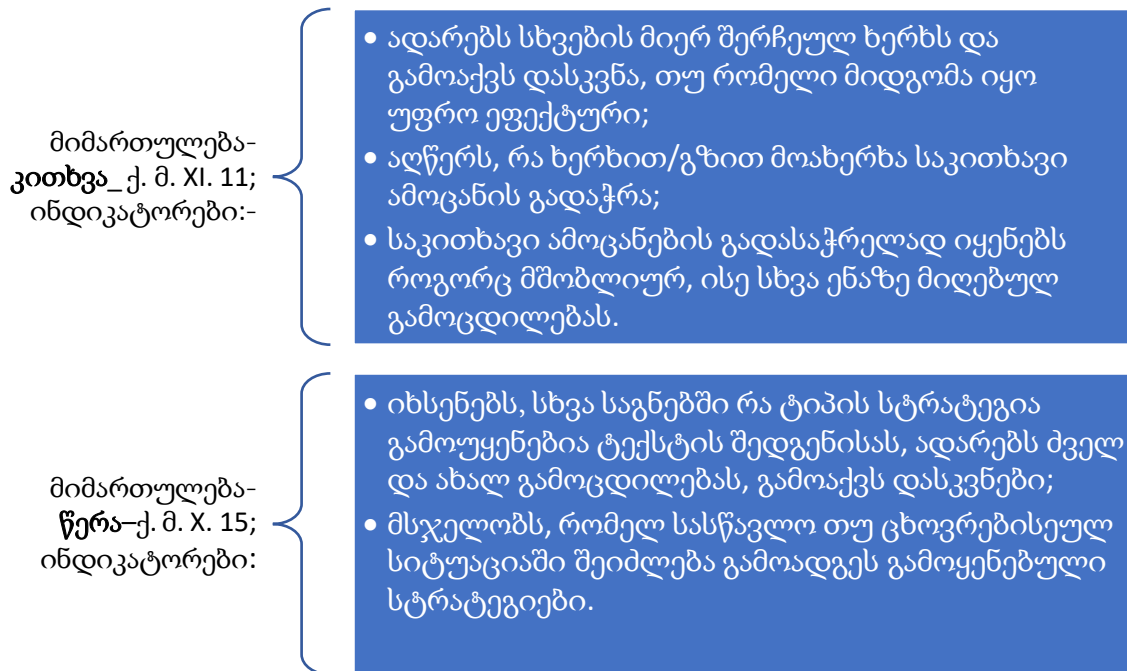 მიმართულება-
კითხვა_ ქ. მ. XI. 11;
ინდიკატორები:-
• ადარებს სხვების მიერ შერჩეულ ხერხს და
გამოაქვს დასკვნა, თუ რომელი მიდგომა იყო
უფრო ეფექტური;
• აღწერს, რა ხერხით/გზით მოახერხა საკითხავი
ამოცანის გადაჭრა;
• საკითხავი ამოცანების გადასაჭრელად იყენებს
როგორც მშობლიურ, ისე სხვა ენაზე მიღებულ
გამოცდილებას.
მიმართულება-
წერა–ქ. მ. X. 15;
ინდიკატორები:
• იხსენებს, სხვა საგნებში რა ტიპის სტრატეგია
გამოუყენებია ტექსტის შედგენისას, ადარებს ძველ
და ახალ გამოცდილებას, გამოაქვს დასკვნები;
• მსჯელობს, რომელ სასწავლო თუ ცხოვრებისეულ
სიტუაციაში შეიძლება გამოადგეს გამოყენებული
სტრატეგიები.